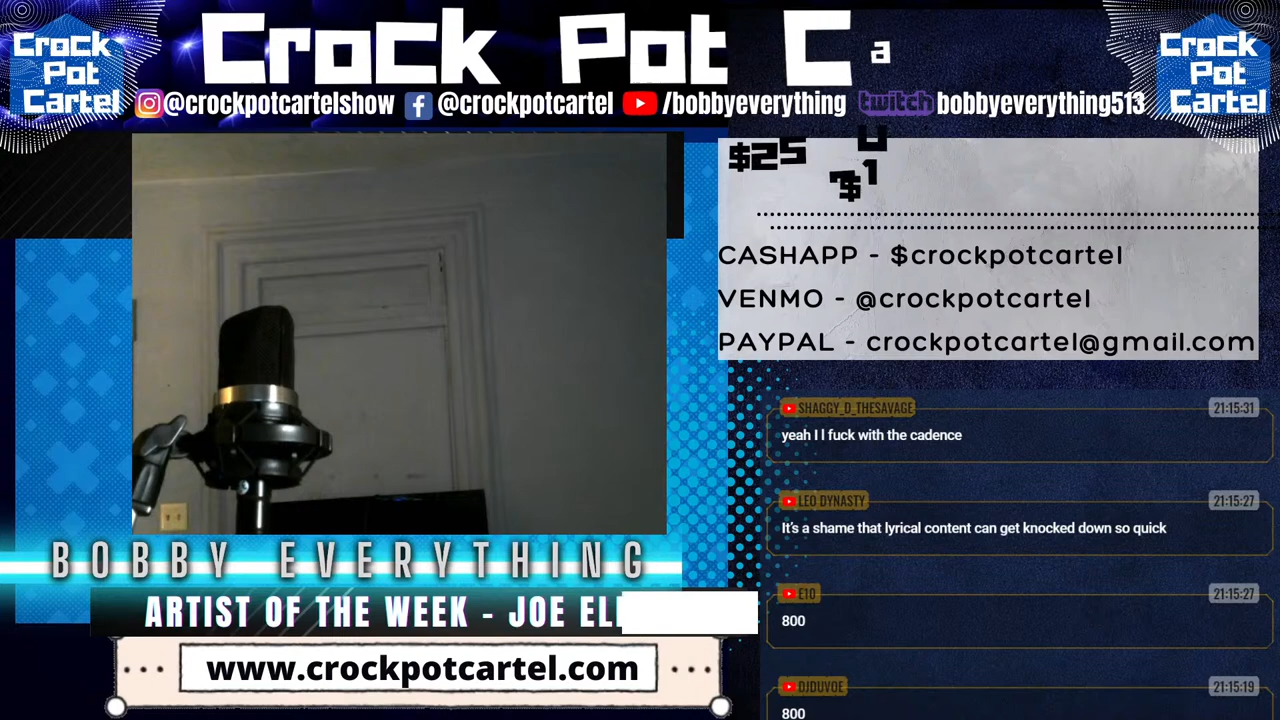 Crock Pot Ca
Crock
Pot
Cartel
Crock
Pot
Cartel
@crockpotcartelshow @crockpotcartel /bobbyeverything twitch bobbyeverything513
$25
$1
CASHAPP - $crockpotcartel
VENMO - @crockpotcartel
PAYPAL - crockpotcartel@gmail.com
SHAGGY_D_THESAVAGE 21:15:31
yeah I I fuck with the cadence
LEO DYNASTY 21:15:27
It's a shame that lyrical content can get knocked down so quick
E10 21:15:27
800
DJDUVOE 21:15:19
800
BOBBY EVERYTHING
ARTIST OF THE WEEK - JOE
www.crockpotcartel.com